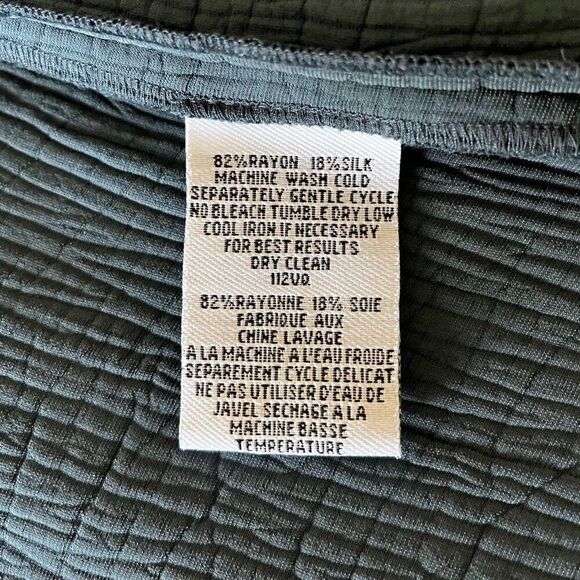 82%RAYON 18%SILK
MACHINE WASH COLD
SEPARATELY GENTLE CYCLE
NO BLEACH TUMBLE DRY LOW
COOL IRON IF NECESSARY
FOR BEST RESULTS
DRY CLEAN
112VQ
82%RAYONNE 18% SOIE
FABRIQUE AUX
CHINE LAVAGE
A LA MACHINE A L'EAU FROIDE
SEPAREMENT CYCLE DELICAT
NE PAS UTILISER D'EAU DE
JAVEL SECHAGE A LA
MACHINE BASSE
TEMPERATURE